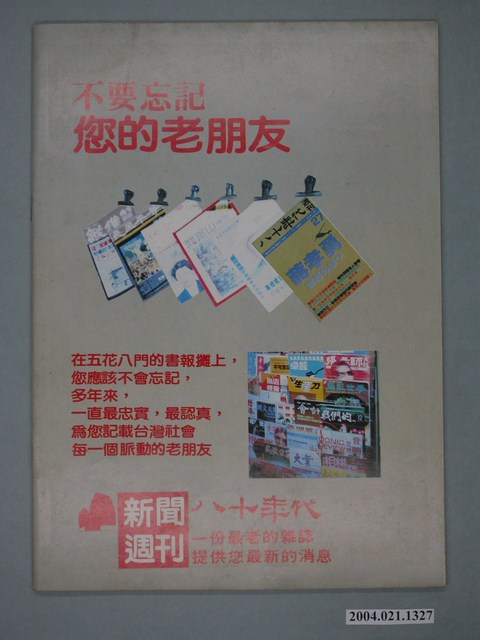 不要忘記
您的老朋友
在五花八門的書報攤上，
您應該不會忘記，
多年來，
一直最忠實，最認真，
為您記載台灣社會
每一個脈動的老朋友
新聞
週刊
八十年代
一份最老的雜誌
提供您最新的消息
2004.021.1327